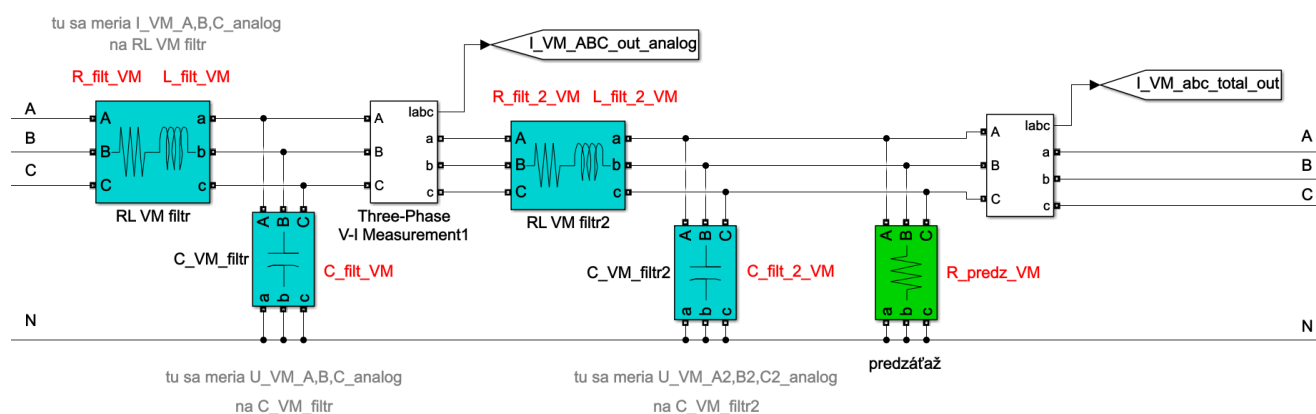 tu sa meria I_VM_A,B,C_analog
na RL VM filtr
I_VM_ABC_out_analog
I_VM_abc_total_out
R_filt_VM L_filt_VM
R_filt_2_VM L_filt_2_VM
A
B
C
A
B
C
a
b
c
RL VM filtr
A
B
C
Iabc
a
b
c
Three-Phase
V-I Measurement1
A
B
C
a
b
c
RL VM filtr2
A
B
C
Iabc
a
b
c
A
B
C
A B C
a b c
C_VM_filtr
C_filt_VM
A B C
a b c
C_VM_filtr2
C_filt_2_VM
A B C
a b c
R_predz_VM
N
N
predzáťaž
tu sa meria U_VM_A,B,C_analog
na C_VM_filtr
tu sa meria U_VM_A2,B2,C2_analog
na C_VM_filtr2